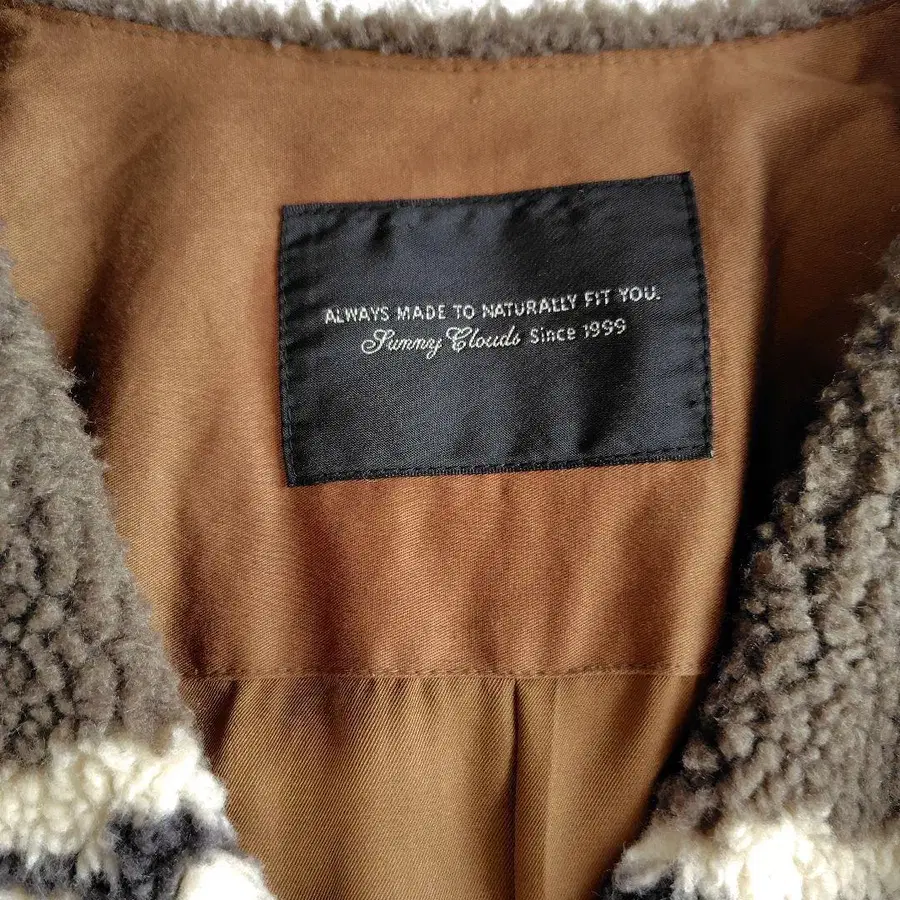 ALWAYS MADE TO NATURALLY FIT YOU.
Sunny Clouds Since 1999